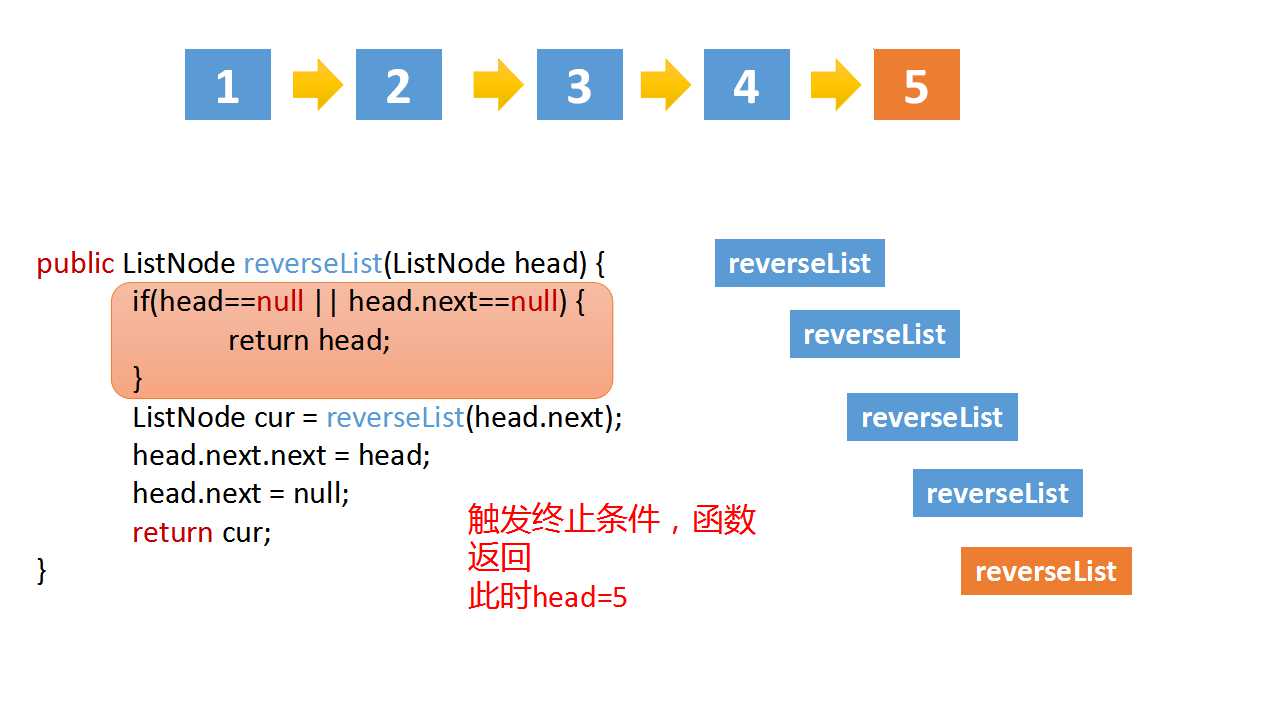 1 2 3 4 5
public ListNode reverseList(ListNode head) {
if(head==null || head.next==null) {
return head;
}
ListNode cur = reverseList(head.next);
head.next.next = head;
head.next = null;
return cur;
}
触发终止条件，函数
返回
此时head=5
reverseList
reverseList
reverseList
reverseList
reverseList